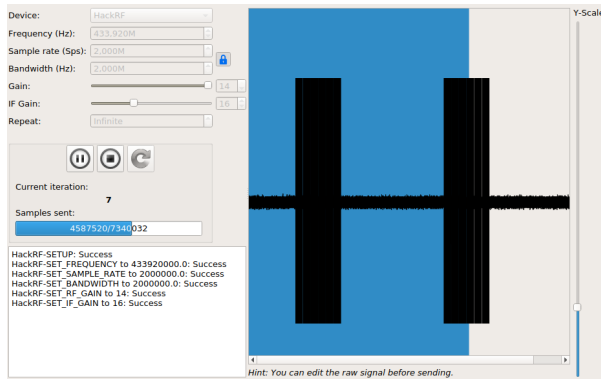 Device: HackRF
Frequency (Hz): 433,920M
Sample rate (Sps): 2,000M
Bandwidth (Hz): 2,000M
Gain: 14
IF Gain: 16
Repeat: Infinite
Current iteration:
7
Samples sent:
4587520/7340032
HackRF-SETUP: Success
HackRF-SET_FREQUENCY to 433920000.0: Success
HackRF-SET_SAMPLE_RATE to 2000000.0: Success
HackRF-SET_BANDWIDTH to 2000000.0: Success
HackRF-SET_RF_GAIN to 14: Success
HackRF-SET_IF_GAIN to 16: Success
Y-Scale
Hint: You can edit the raw signal before sending.